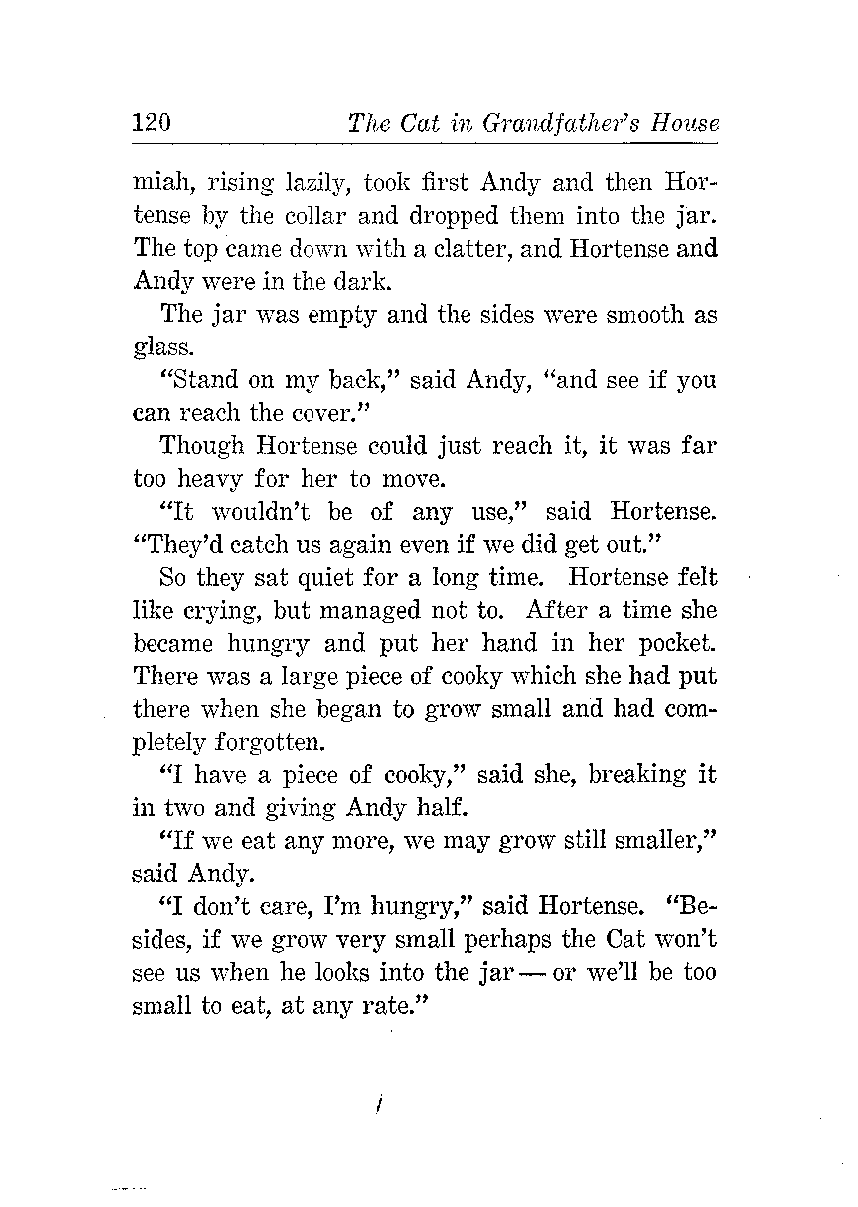 120 The Cat in Grandfather's House
miah, rising lazily, took first Andy and then Hor-
tense by the collar and dropped them into the jar.
The top came down with a clatter, and Hortense and
Andy were in the dark.
The jar was empty and the sides were smooth as
glass.
“Stand on my back,” said Andy, “and see if you
can reach the cover.”
Though Hortense could just reach it, it was far
too heavy for her to move.
“It wouldn't be of any use,” said Hortense.
“They'd catch us again even if we did get out.”
So they sat quiet for a long time. Hortense felt
like crying, but managed not to. After a time she
became hungry and put her hand in her pocket.
There was a large piece of cooky which she had put
there when she began to grow small and had com-
pletely forgotten.
“I have a piece of cooky,” said she, breaking it
in two and giving Andy half.
“If we eat any more, we may grow still smaller,”
said Andy.
“I don't care, I'm hungry,” said Hortense. “Be-
sides, if we grow very small perhaps the Cat won't
see us when he looks into the jar — or we'll be too
small to eat, at any rate.”